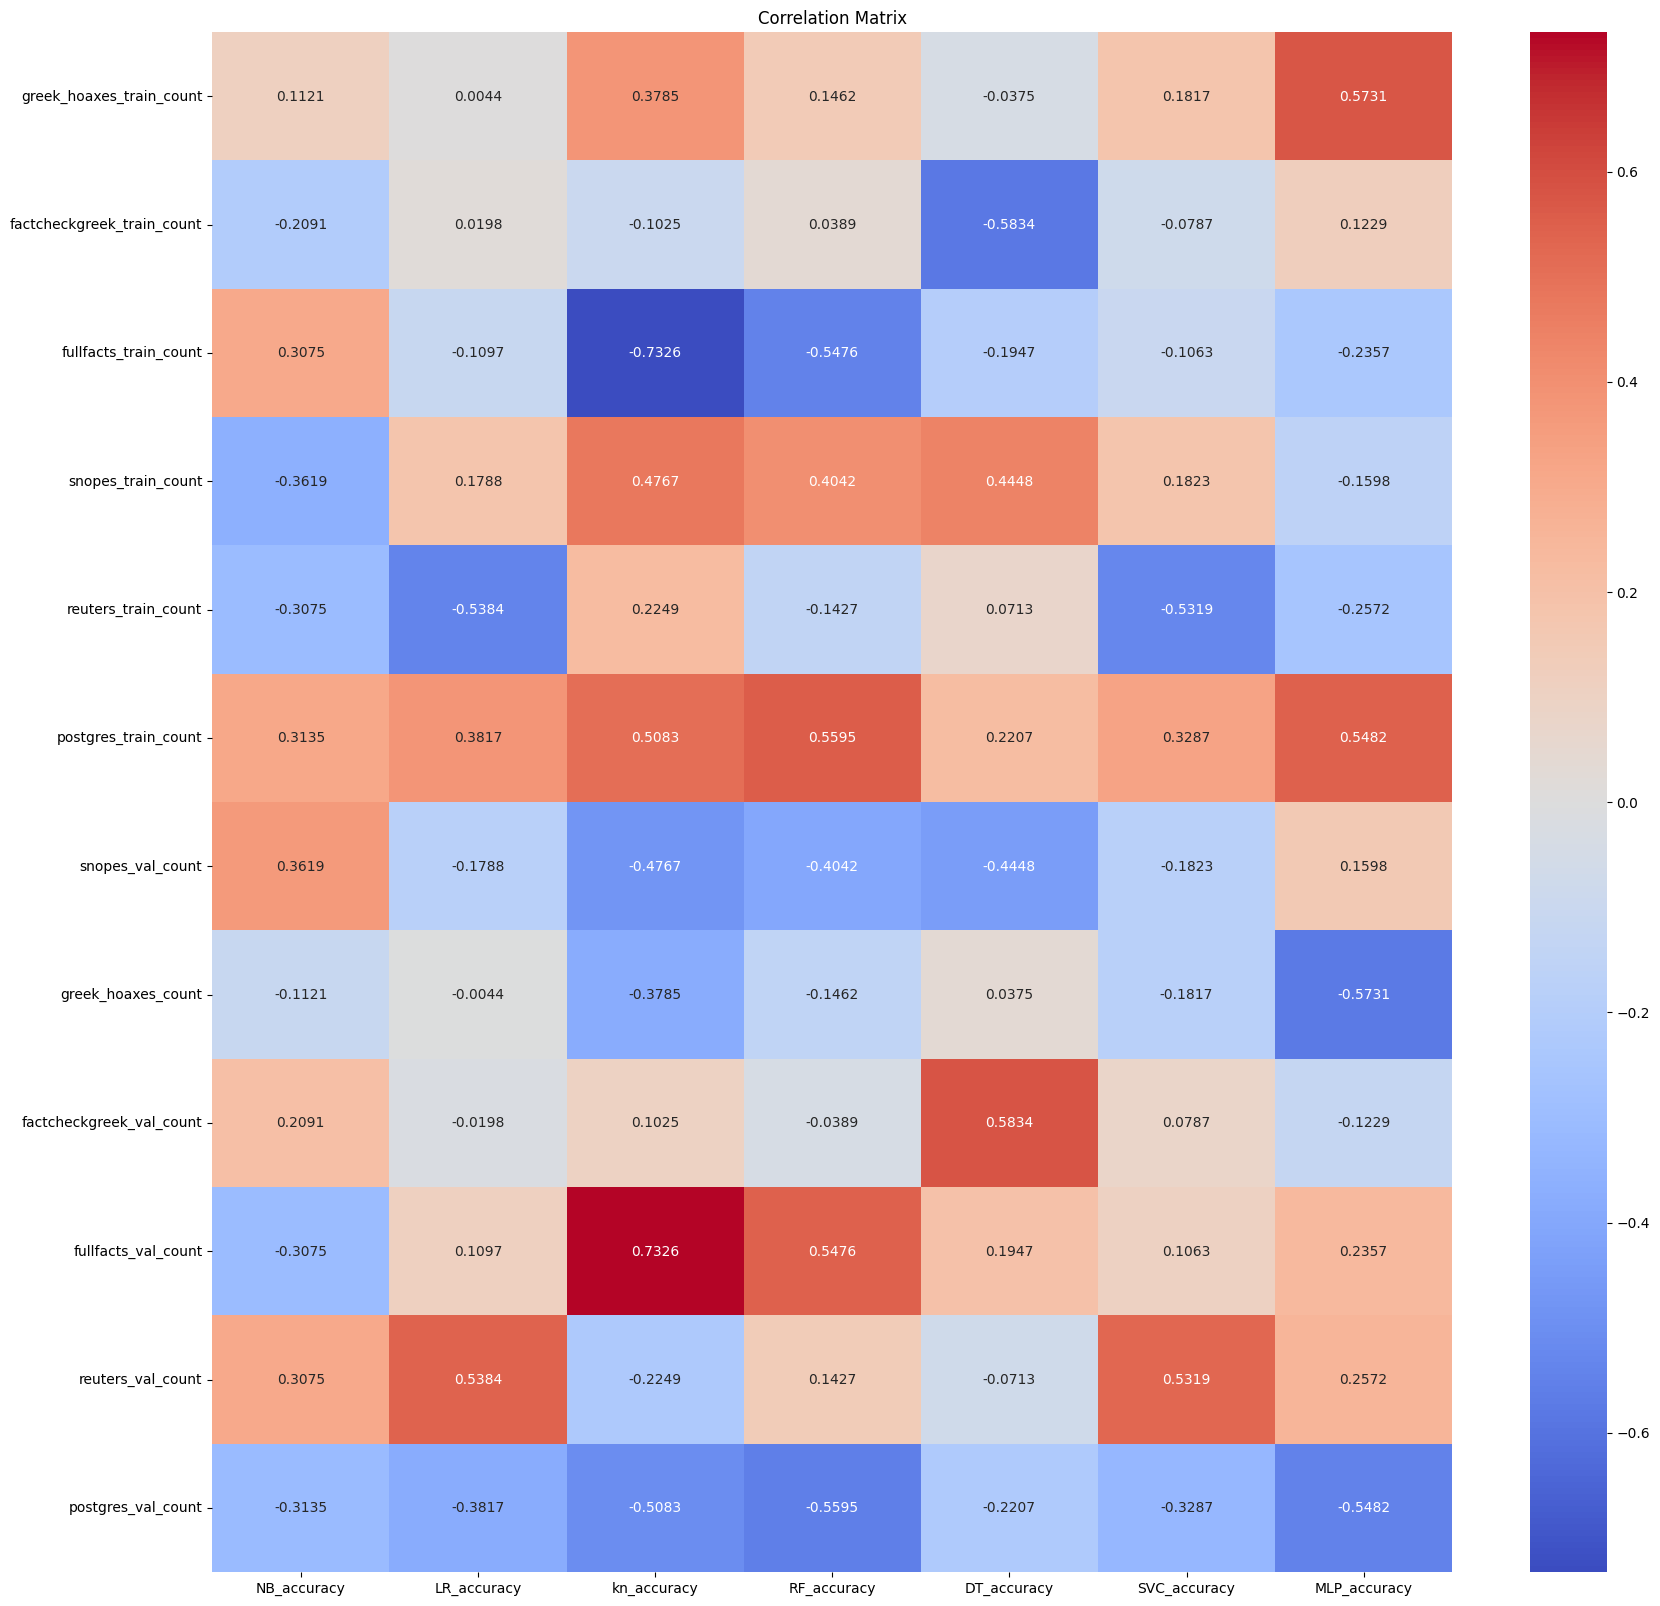 Correlation Matrix
greek_hoaxes_train_count 0.1121 0.0044 0.3785 0.1462 -0.0375 0.1817 0.5731
factcheckgreek_train_count -0.2091 0.0198 -0.1025 0.0389 -0.5834 -0.0787 0.1229
fullfacts_train_count 0.3075 -0.1097 -0.7326 -0.5476 -0.1947 -0.1063 -0.2357
snopes_train_count -0.3619 0.1788 0.4767 0.4042 0.4448 0.1823 -0.1598
reuters_train_count -0.3075 -0.5384 0.2249 -0.1427 0.0713 -0.5319 -0.2572
postgres_train_count 0.3135 0.3817 0.5083 0.5595 0.2207 0.3287 0.5482
snopes_val_count 0.3619 -0.1788 -0.4767 -0.4042 -0.4448 -0.1823 0.1598
greek_hoaxes_count -0.1121 -0.0044 -0.3785 -0.1462 0.0375 -0.1817 -0.5731
factcheckgreek_val_count 0.2091 -0.0198 0.1025 -0.0389 0.5834 0.0787 -0.1229
fullfacts_val_count -0.3075 0.1097 0.7326 0.5476 0.1947 0.1063 0.2357
reuters_val_count 0.3075 0.5384 -0.2249 0.1427 -0.0713 0.5319 0.2572
postgres_val_count -0.3135 -0.3817 -0.5083 -0.5595 -0.2207 -0.3287 -0.5482
NB_accuracy LR_accuracy kn_accuracy RF_accuracy DT_accuracy SVC_accuracy MLP_accuracy
0.6
0.4
0.2
0.0
−0.2
−0.4
−0.6